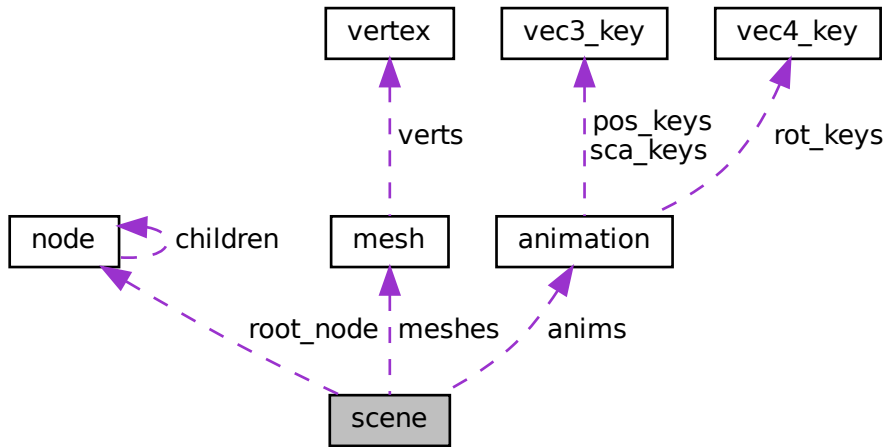 vertex
vec3_key
vec4_key
verts
pos_keys
sca_keys
rot_keys
node
children
mesh
animation
root_node
meshes
anims
scene